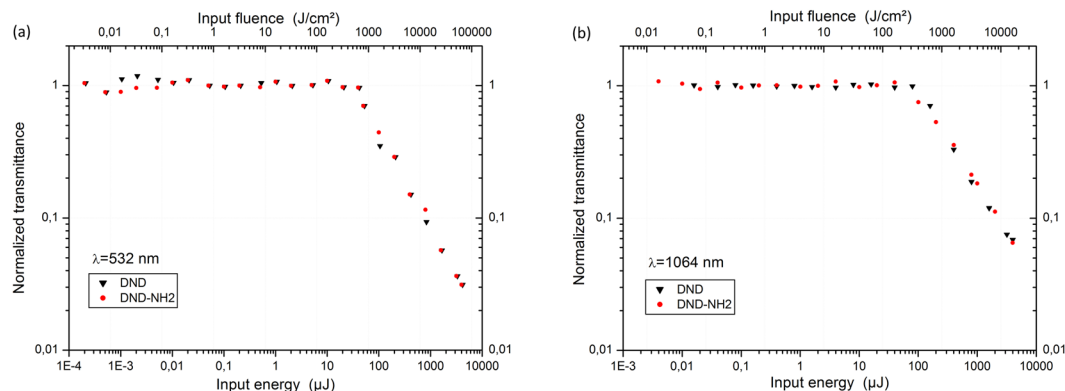 (a)
Input fluence (J/cm²)
0,01 0,1 1 10 100 1000 10000 100000
Normalized transmittance
1
0,1
0,01
1
0,1
0,01
λ=532 nm
DND
DND-NH2
1E-4 1E-3 0,01 0,1 1 10 100 1000 10000
Input energy (μJ)
(b)
Input fluence (J/cm²)
0,01 0,1 1 10 100 1000 10000
Normalized transmittance
1
0,1
0,01
1
0,1
0,01
λ=1064 nm
DND
DND-NH2
1E-3 0,01 0,1 1 10 100 1000 10000
Input energy (μJ)